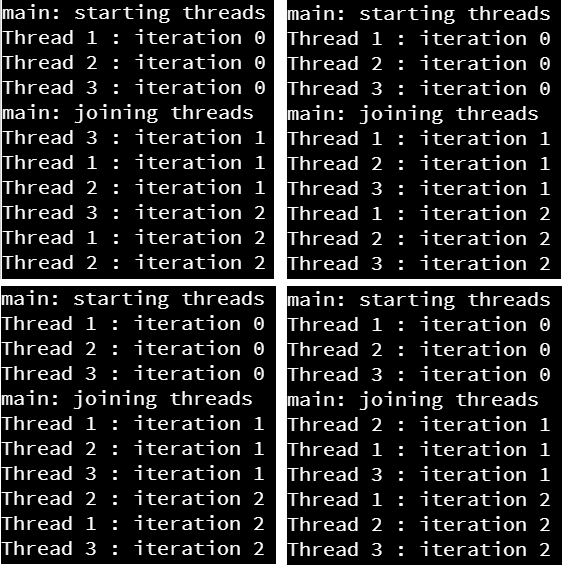 main: starting threads
Thread 1 : iteration 0
Thread 2 : iteration 0
Thread 3 : iteration 0
main: joining threads
Thread 3 : iteration 1
Thread 1 : iteration 1
Thread 2 : iteration 1
Thread 3 : iteration 2
Thread 1 : iteration 2
Thread 2 : iteration 2
main: starting threads
Thread 1 : iteration 0
Thread 2 : iteration 0
Thread 3 : iteration 0
main: joining threads
Thread 1 : iteration 1
Thread 2 : iteration 1
Thread 3 : iteration 1
Thread 1 : iteration 2
Thread 2 : iteration 2
Thread 3 : iteration 2
main: starting threads
Thread 1 : iteration 0
Thread 2 : iteration 0
Thread 3 : iteration 0
main: joining threads
Thread 1 : iteration 1
Thread 2 : iteration 1
Thread 3 : iteration 1
Thread 2 : iteration 2
Thread 1 : iteration 2
Thread 3 : iteration 2
main: starting threads
Thread 1 : iteration 0
Thread 2 : iteration 0
Thread 3 : iteration 0
main: joining threads
Thread 2 : iteration 1
Thread 1 : iteration 1
Thread 3 : iteration 1
Thread 1 : iteration 2
Thread 2 : iteration 2
Thread 3 : iteration 2